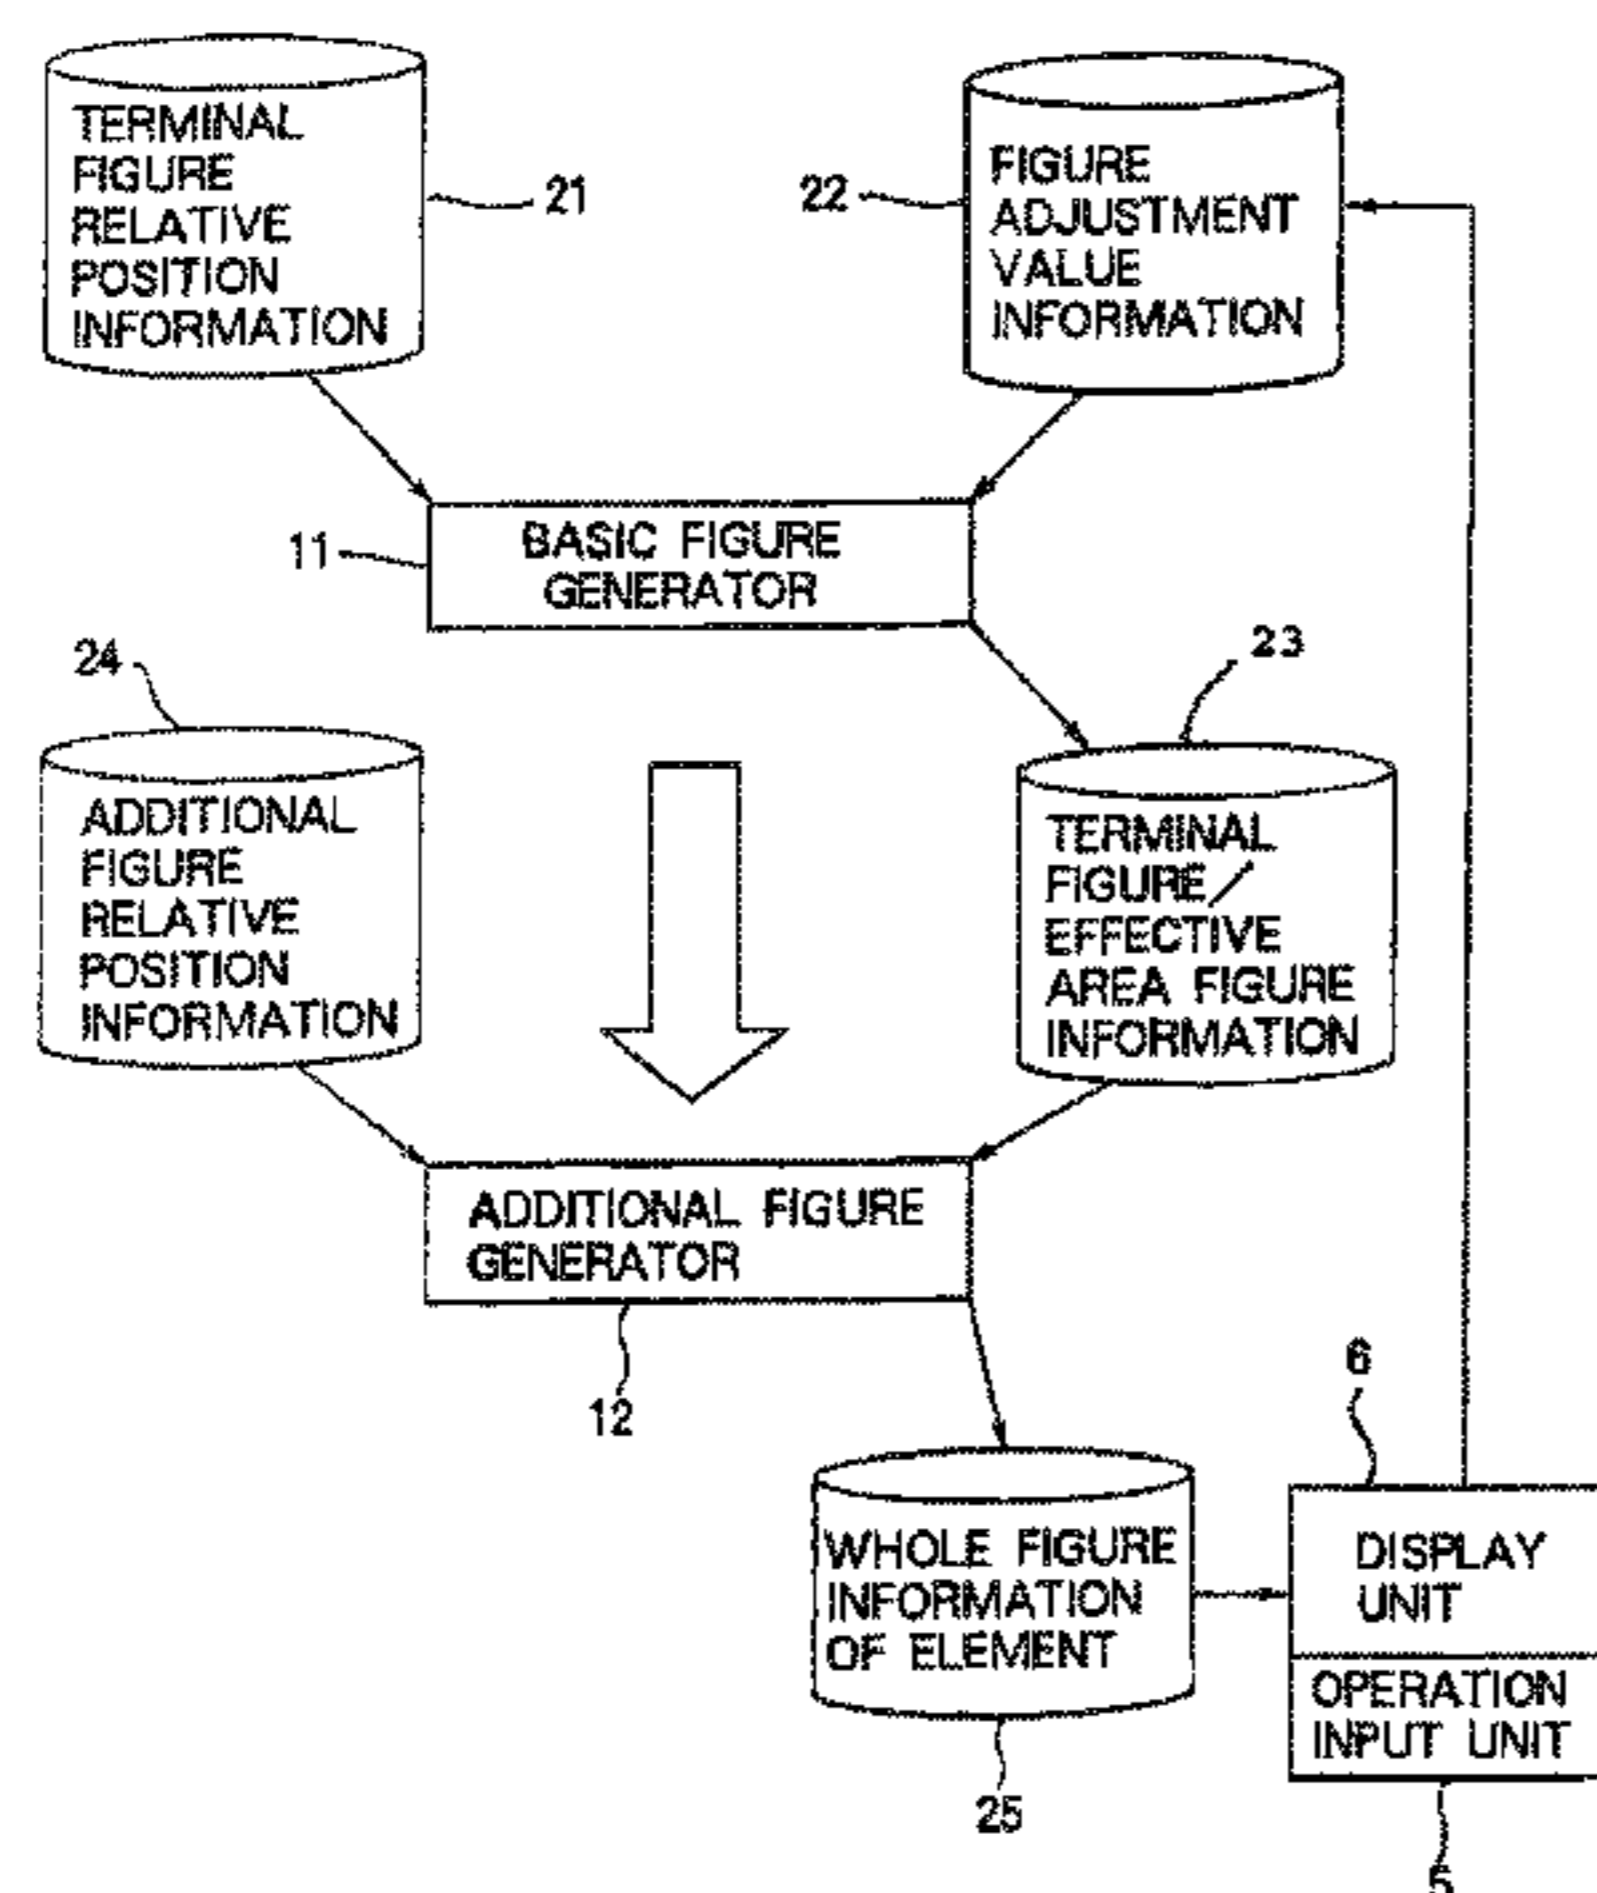 TERMINAL
FIGURE
RELATIVE
POSITION
INFORMATION
21
22
FIGURE
ADJUSTMENT
VALUE
INFORMATION
11
BASIC FIGURE
GENERATOR
24
23
ADDITIONAL
FIGURE
RELATIVE
POSITION
INFORMATION
TERMINAL
FIGURE/
EFFECTIVE
AREA FIGURE
INFORMATION
ADDITIONAL FIGURE
GENERATOR
12
6
WHOLE FIGURE
INFORMATION
OF ELEMENT
DISPLAY
UNIT
OPERATION
INPUT UNIT
25
5